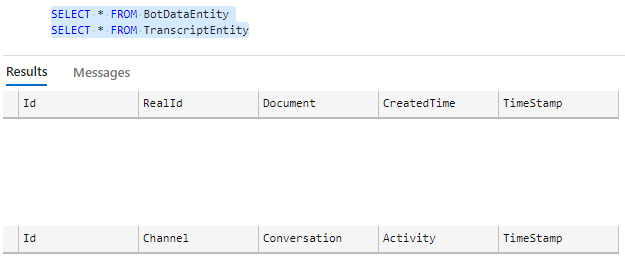 SELECT * FROM BotDataEntity
SELECT * FROM TranscriptEntity
Results Messages
Id RealId Document CreatedTime TimeStamp
Id Channel Conversation Activity TimeStamp